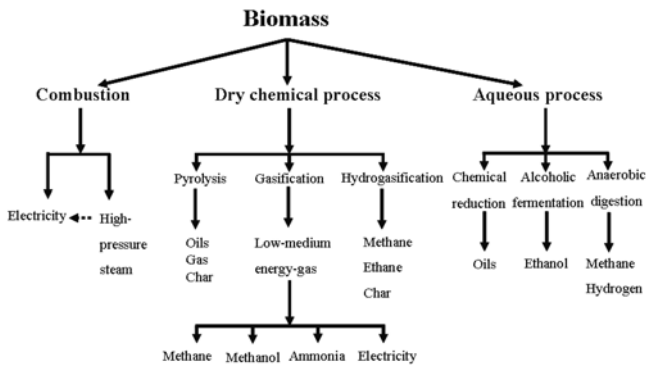 Biomass
Combustion
Dry chemical process
Aqueous process
Pyrolysis
Gasification
Hydrogasification
Chemical
reduction
Alcoholic
fermentation
Anaerobic
digestion
Electricity
High-
pressure
steam
Oils
Gas
Char
Low-medium
energy-gas
Methane
Ethane
Char
Oils
Ethanol
Methane
Hydrogen
Methane
Methanol
Ammonia
Electricity